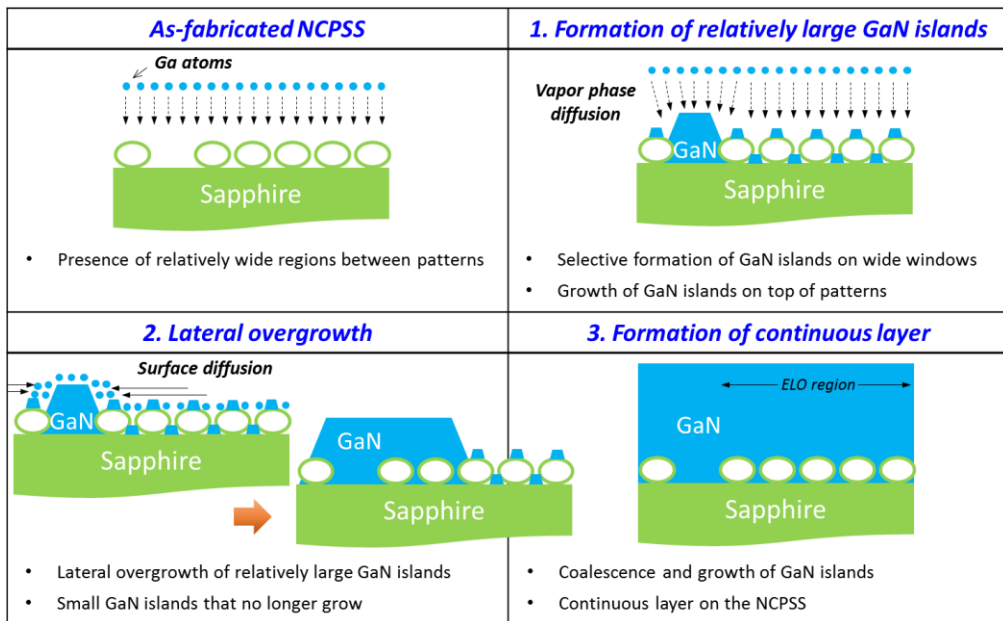 As-fabricated NCPSS
Ga atoms
Sapphire
• Presence of relatively wide regions between patterns
1. Formation of relatively large GaN islands
Vapor phase
diffusion
GaN
Sapphire
• Selective formation of GaN islands on wide windows
• Growth of GaN islands on top of patterns
2. Lateral overgrowth
Surface diffusion
GaN
Sapphire
GaN
Sapphire
• Lateral overgrowth of relatively large GaN islands
• Small GaN islands that no longer grow
3. Formation of continuous layer
ELO region
GaN
Sapphire
• Coalescence and growth of GaN islands
• Continuous layer on the NCPSS